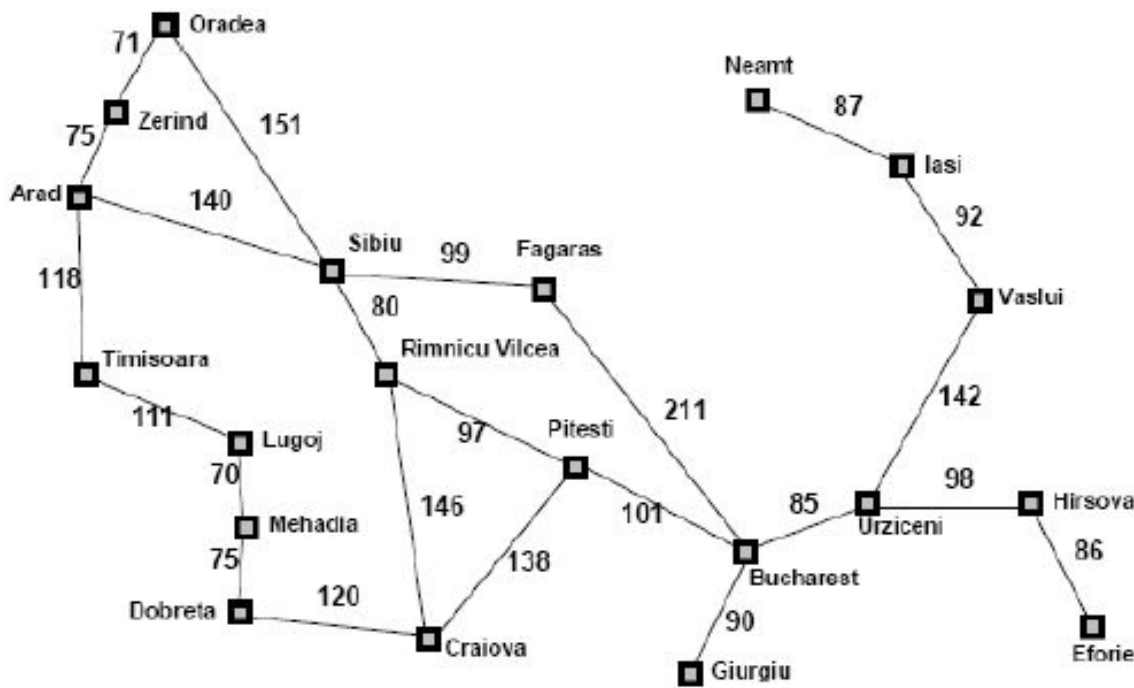 Oradea
71
Neamt
87
Zerind
151
75
Iasi
Arad
140
92
Sibiu
99
Fagaras
118
80
Vaslui
Rimnicu Vilcea
Timisoara
211
142
111
97
Pitesti
Lugoj
70
98
Hirsova
146
101
85
Urziceni
Mehadia
138
86
75
Bucharest
Dobreta
120
90
Craiova
Eforie
Giurgiu